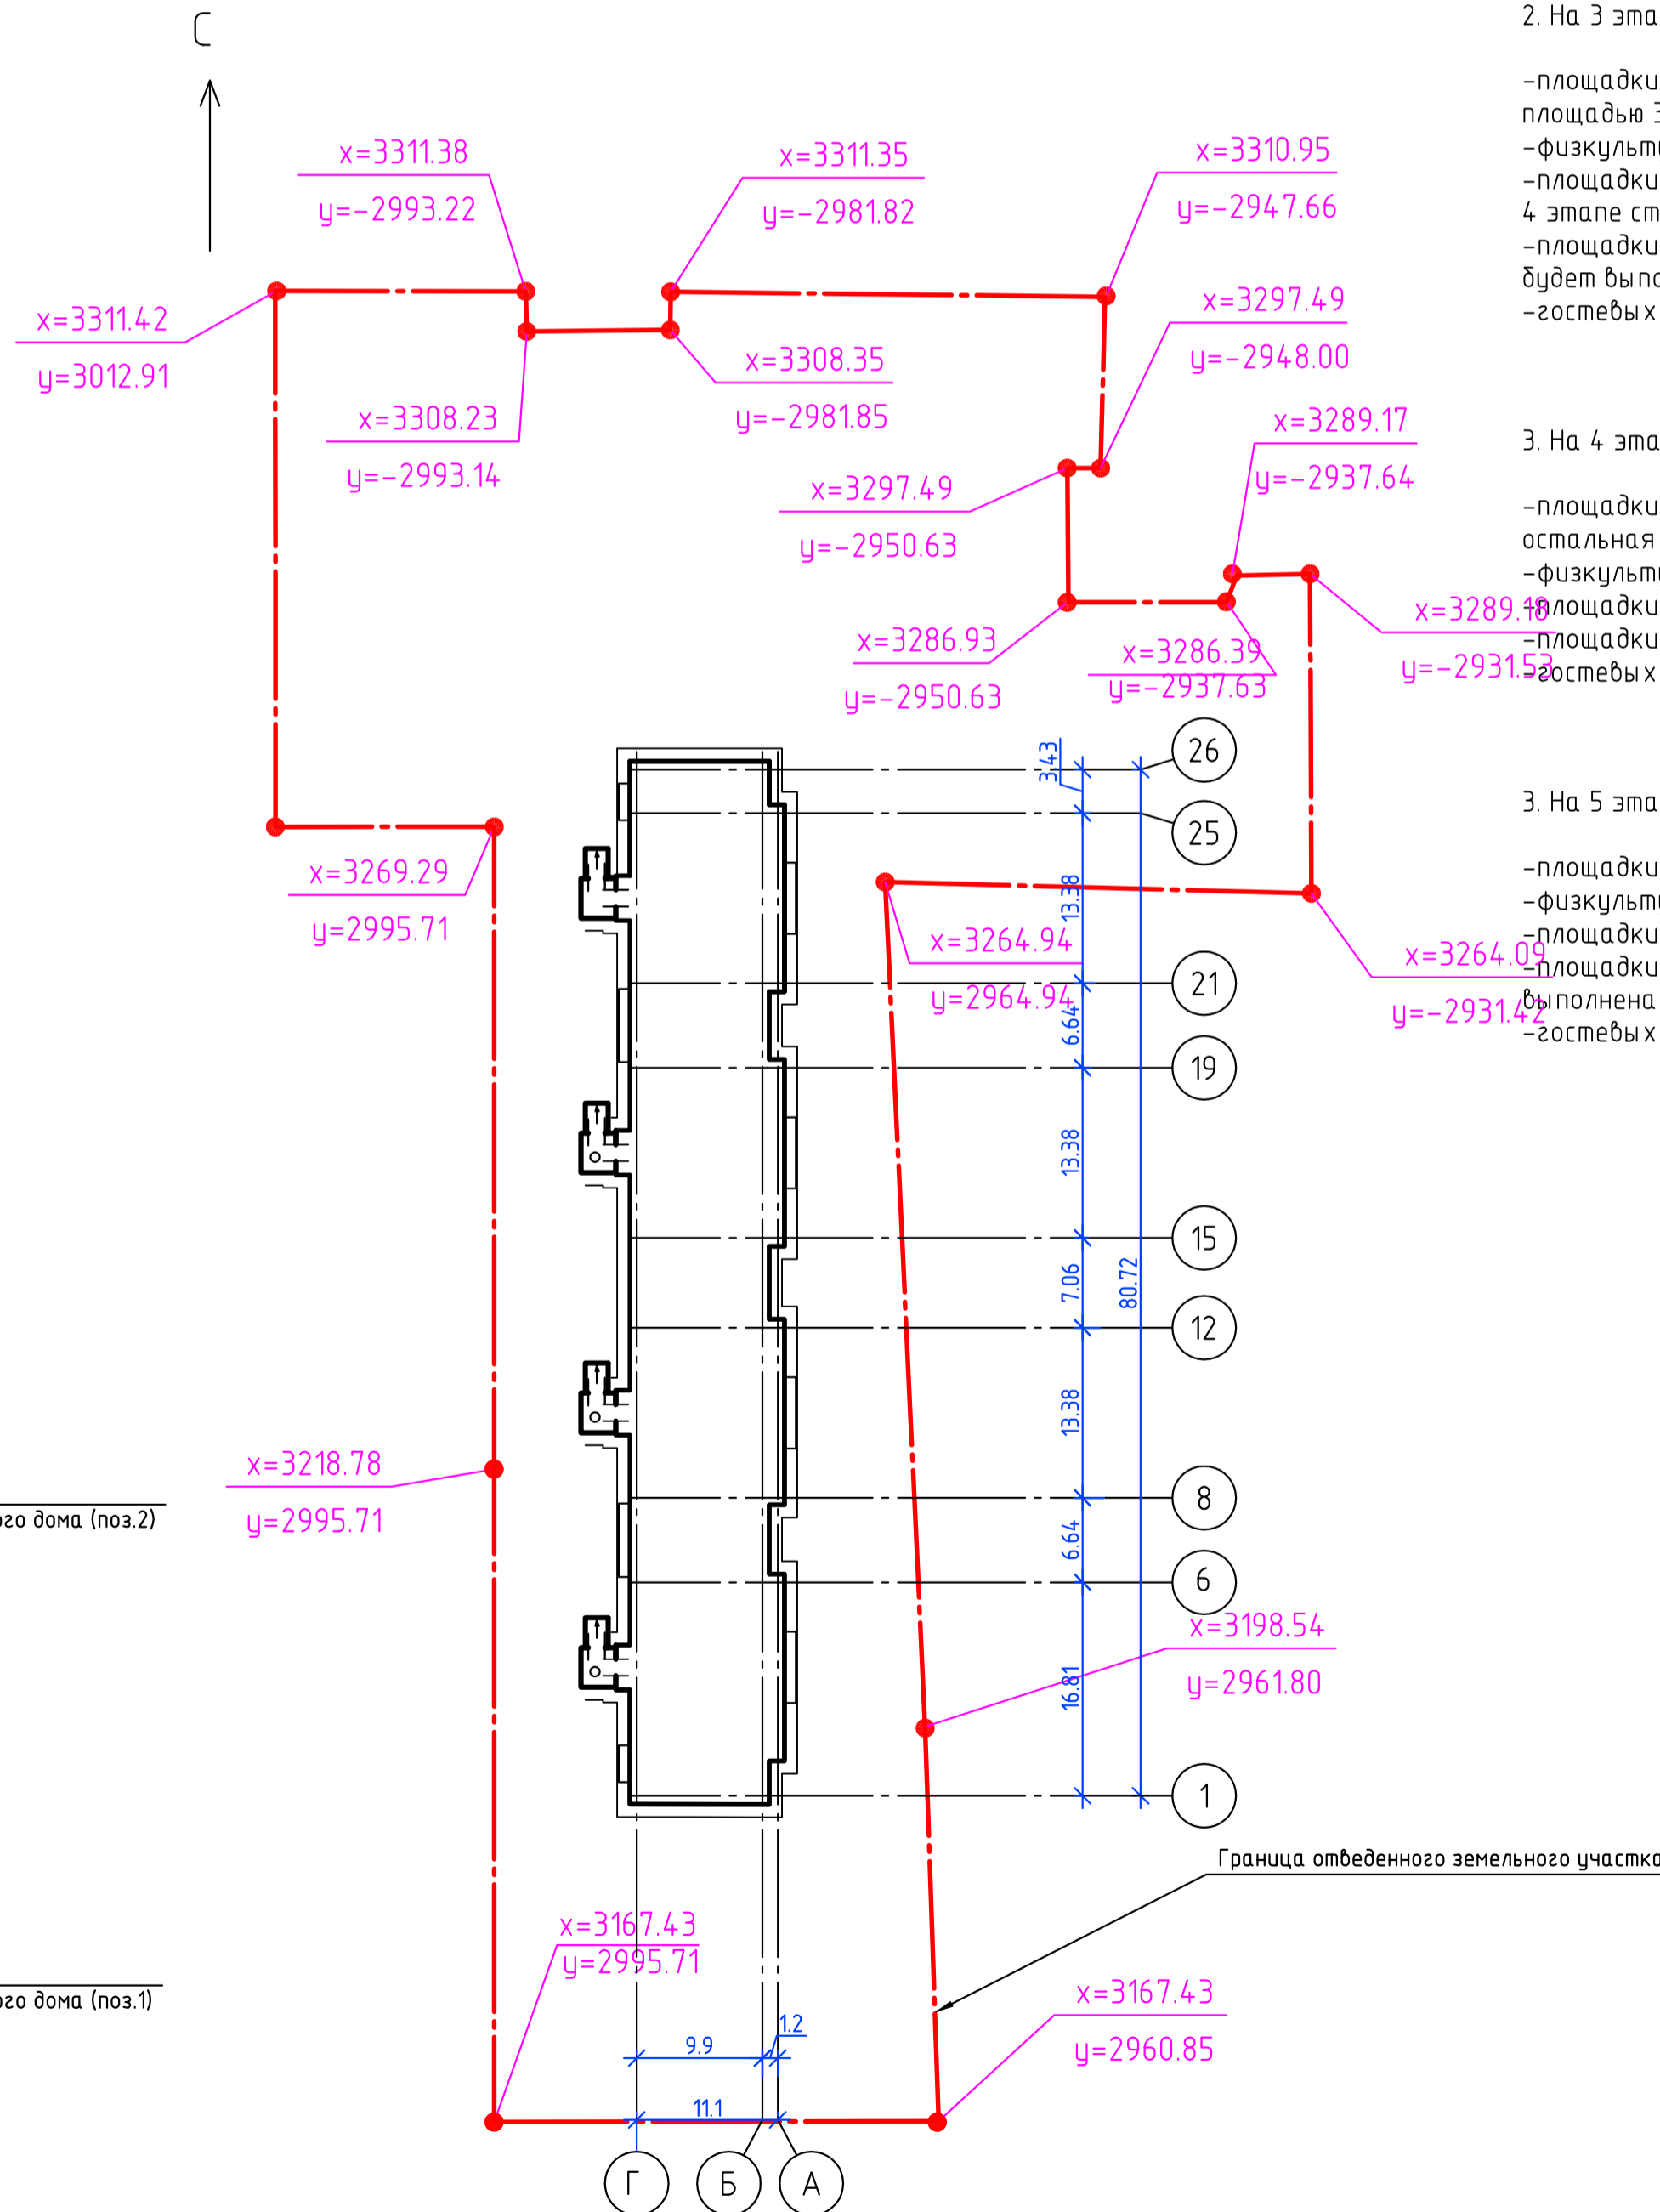 С
x=3311.38
y=-2993.22
x=3311.35
y=-2981.82
x=3310.95
y=-2947.66
x=3311.42
y=3012.91
x=3308.23
y=-2993.14
x=3308.35
y=-2981.85
x=3297.49
y=-2948.00
x=3297.49
y=-2950.63
x=3289.17
y=-2937.64
x=3286.93
y=-2950.63
x=3286.39
y=-2937.63
x=3289.18
y=-2931.53
x=3269.29
y=2995.71
x=3264.94
y=2964.94
x=3264.09
y=-2931.42
x=3218.78
y=2995.71
x=3198.54
y=2961.80
x=3167.43
y=2995.71
x=3167.43
y=2960.85
26
25
21
19
15
12
8
6
1
3.43
13.38
6.64
13.38
7.06
80.72
13.38
6.64
16.81
9.9
1.2
11.1
Г
Б
А
Граница отведенного земельного участка
ого дома (поз.2)
ого дома (поз.1)
2. На 3 эта
-площадки
площадью 3
-физкульт
-площадки
4 этапе ст
-площадки
будет выпо
-гостевых
3. На 4 эта
-площадки
остальная
-физкульт
-площадки
-площадки
-гостевых
3. На 5 эта
-площадки
-физкульт
-площадки
-площадки
выполнена
-гостевых